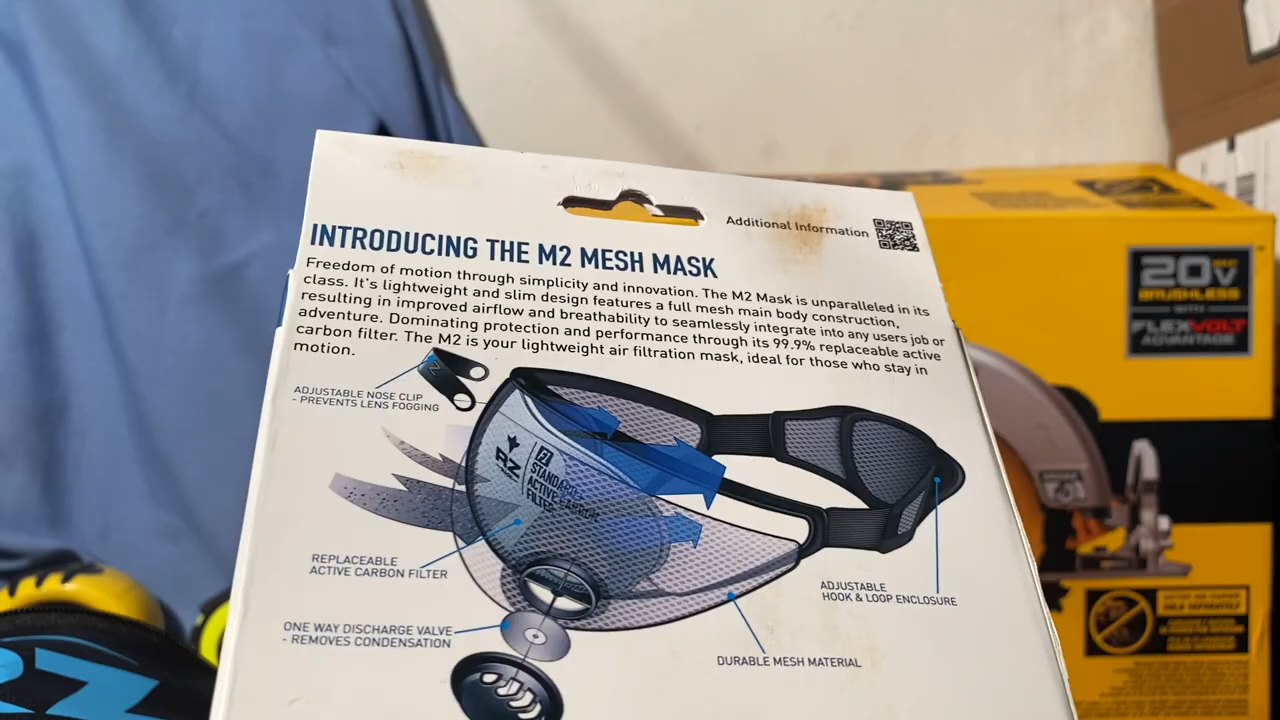 Additional Information
INTRODUCING THE M2 MESH MASK
Freedom of motion through simplicity and innovation. The M2 Mask is unparalleled in its
class. It's lightweight and slim design features a full mesh main body construction,
resulting in improved airflow and breathability to seamlessly integrate into any users job or
adventure. Dominating protection and performance through its 99.9% replaceable active
carbon filter. The M2 is your lightweight air filtration mask, ideal for those who stay in
motion.
ADJUSTABLE NOSE CLIP
- PREVENTS LENS FOGGING
RZ
F1
STANDARD
ACTIVE CARBON
FILTER
REPLACEABLE
ACTIVE CARBON FILTER
ONE WAY DISCHARGE VALVE
- REMOVES CONDENSATION
ADJUSTABLE
HOOK & LOOP ENCLOSURE
DURABLE MESH MATERIAL
20V MAX
BRUSHLESS
WITH
FLEXVOLT
ADVANTAGE
RZ